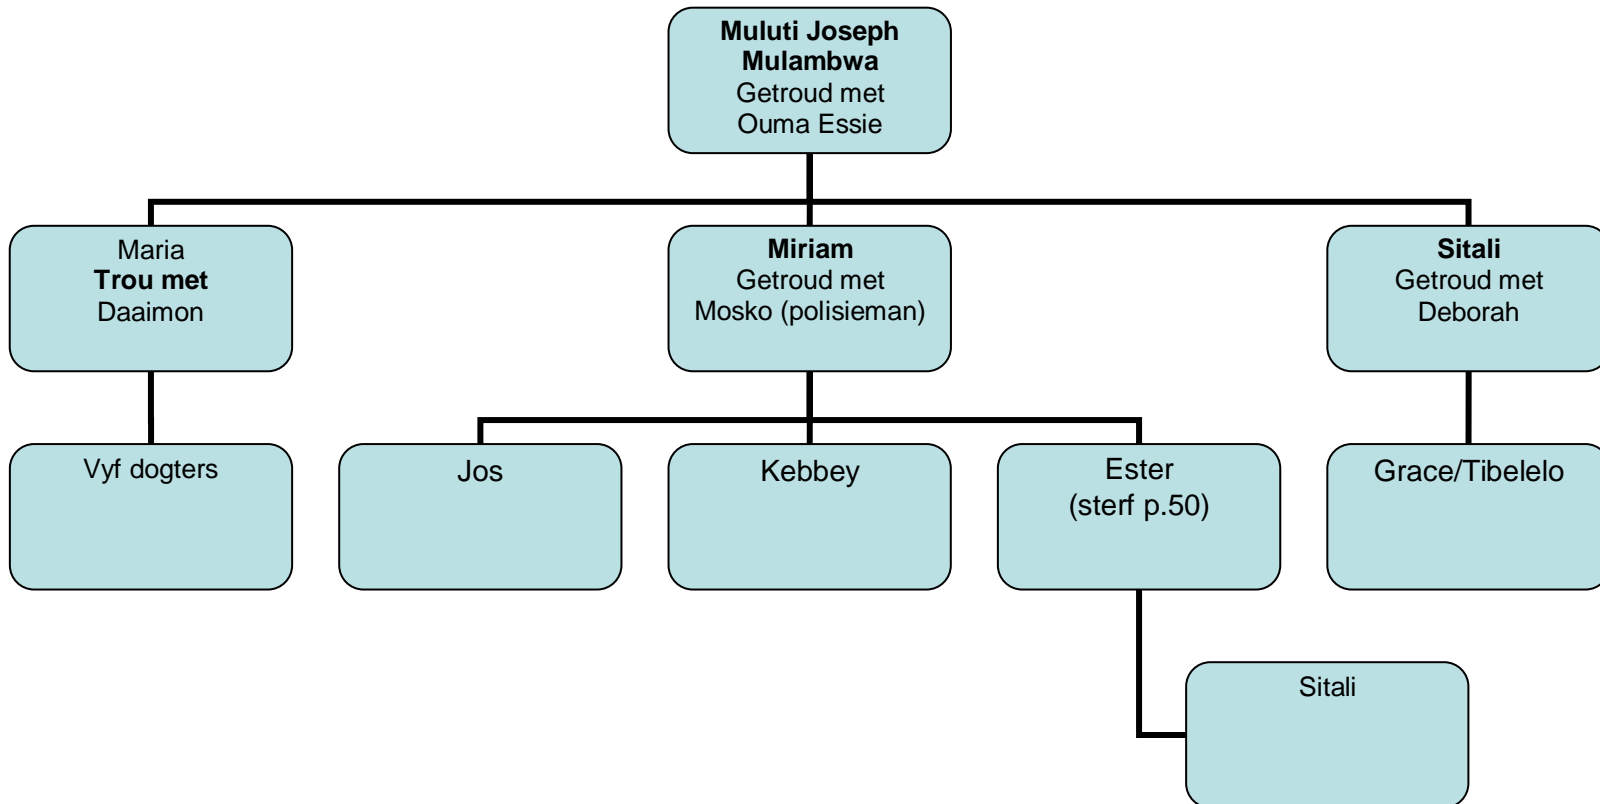 Muluti Joseph
Mulambwa
Getroud met
Ouma Essie
Maria
Trou met
Daaimon
Miriam
Getroud met
Mosko (polisieman)
Sitali
Getroud met
Deborah
Vyf dogters
Jos
Kebbey
Ester
(sterf p.50)
Grace/Tibelelo
Sitali